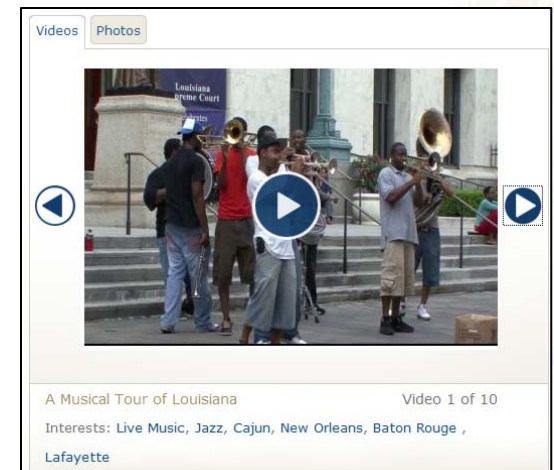 Videos Photos
Louisiana
preme Court
A Musical Tour of Louisiana Video 1 of 10
Interests: Live Music, Jazz, Cajun, New Orleans, Baton Rouge ,
Lafayette